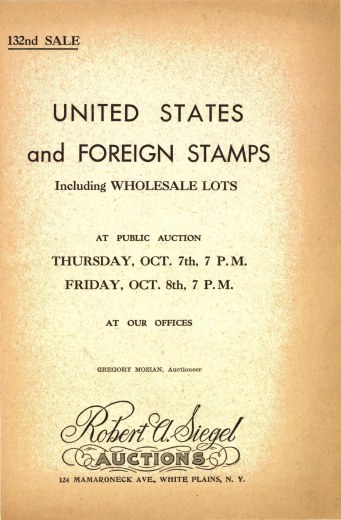 132nd SALE
UNITED STATES
and FOREIGN STAMPS
Including WHOLESALE LOTS
AT PUBLIC AUCTION
THURSDAY, OCT. 7th, 7 P. M.
FRIDAY, OCT. 8th, 7 P. M.
AT OUR OFFICES
GREGORY MOZIAN, Auctioneer
Robert A. Siegel
AUCTIONS
124 MAMARONECK AVE., WHITE PLAINS, N. Y.